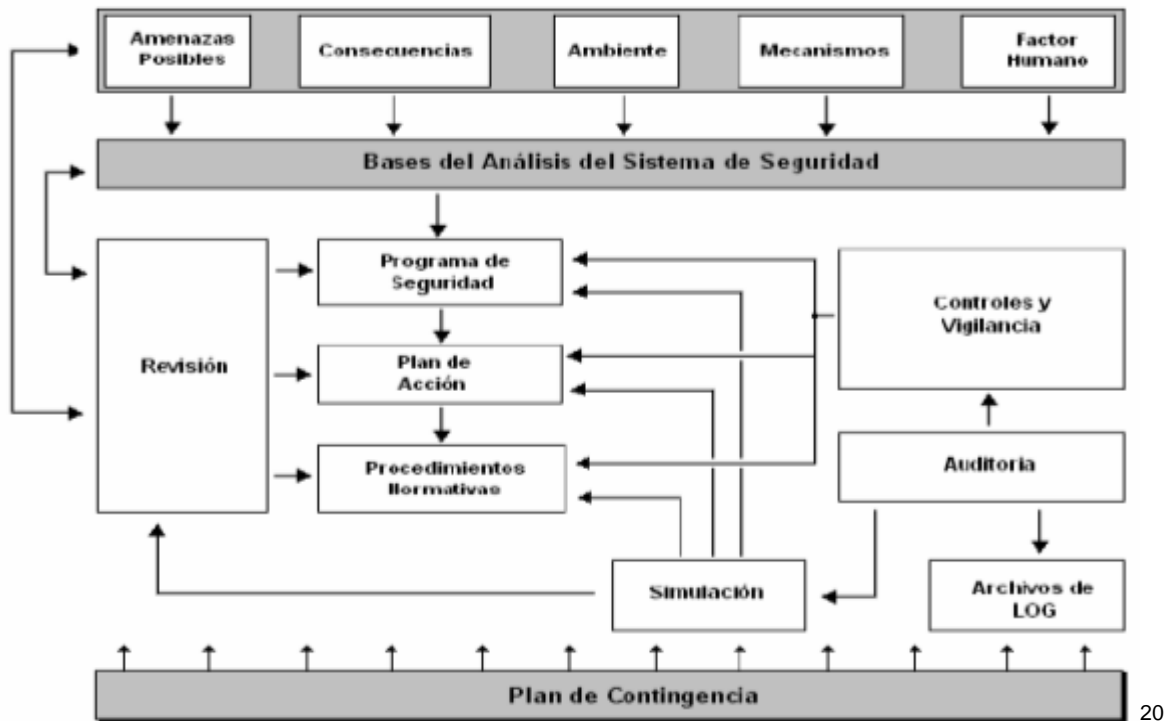 Amenazas
Posibles
Consecuencias
Ambiente
Mecanismos
Factor
Humano
Bases del Análisis del Sistema de Seguridad
Revisión
Programa de
Seguridad
Plan de
Acción
Procedimientos
Normativas
Controles y
Vigilancia
Auditoria
Simulación
Archivos de
LOG
Plan de Contingencia
20